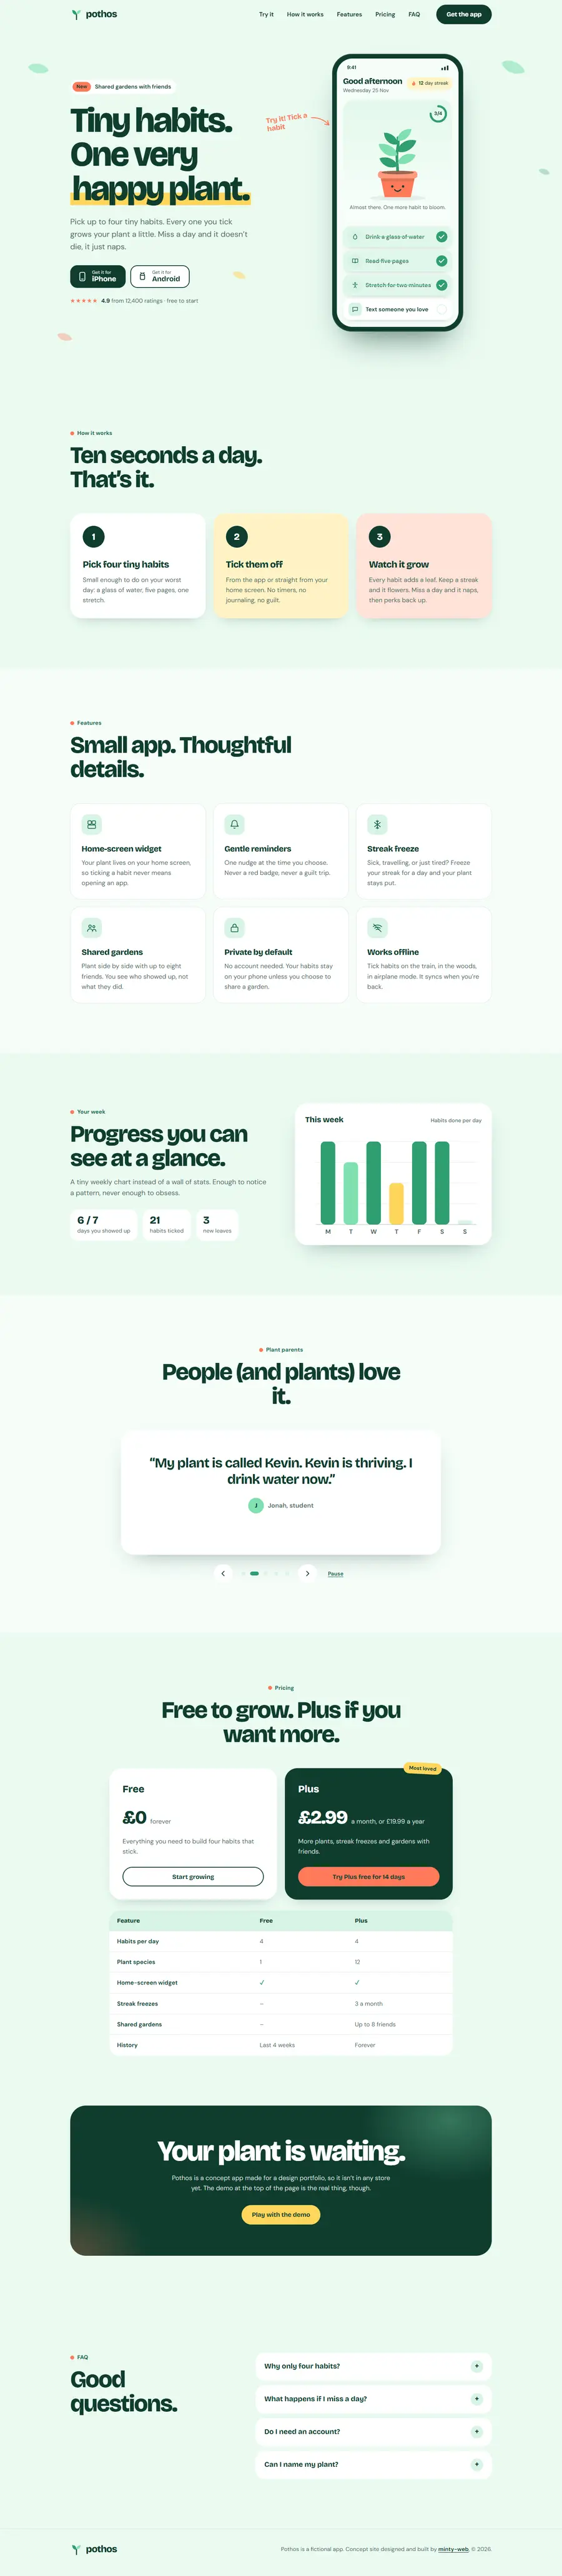 pothos
Try it
How it works
Features
Pricing
FAQ
Get the app
New Shared gardens with friends
Tiny habits.
One very
happy plant.
Pick up to four tiny habits. Every one you tick
grows your plant a little. Miss a day and it doesn't
die, it just naps.
Get it for
iPhone
Get it for
Android
★★★★★ 4.9 from 12,400 ratings · free to start
Try it! Tick a
habit
9:41
Good afternoon
Wednesday 25 Nov
12 day streak
3/4
Almost there. One more habit to bloom.
Drink a glass of water
Read five pages
Stretch for two minutes
Text someone you love
How it works
Ten seconds a day.
That's it.
1
Pick four tiny habits
Small enough to do on your worst
day: a glass of water, five pages, one
stretch.
2
Tick them off
From the app or straight from your
home screen. No timers, no
journaling, no guilt.
3
Watch it grow
Every habit adds a leaf. Keep a streak
and it flowers. Miss a day and it naps,
then perks back up.
Features
Small app. Thoughtful
details.
Home-screen widget
Your plant lives on your home screen,
so ticking a habit never means
opening an app.
Gentle reminders
One nudge at the time you choose.
Never a red badge, never a guilt trip.
Streak freeze
Sick, travelling, or just tired? Freeze
your streak for a day and your plant
stays put.
Shared gardens
Plant side by side with up to eight
friends. You see who showed up, not
what they did.
Private by default
No account needed. Your habits stay
on your phone unless you choose to
share a garden.
Works offline
Tick habits on the train, in the woods,
in airplane mode. It syncs when you're
back.
Your week
Progress you can
see at a glance.
A tiny weekly chart instead of a wall of stats. Enough to notice
a pattern, never enough to obsess.
6 / 7
days you showed up
21
habits ticked
3
new leaves
This week
Habits done per day
M T W T F S S
Plant parents
People (and plants) love
it.
“My plant is called Kevin. Kevin is thriving. I
drink water now.”
J
Jonah, student
Pause
Pricing
Free to grow. Plus if you
want more.
Free
£0 forever
Everything you need to build four habits that
stick.
Start growing
Most loved
Plus
£2.99 a month, or £19.99 a year
More plants, streak freezes and gardens with
friends.
Try Plus free for 14 days
Feature Free Plus
Habits per day 4 4
Plant species 1 12
Home-screen widget ✓ ✓
Streak freezes – 3 a month
Shared gardens – Up to 8 friends
History Last 4 weeks Forever
Your plant is waiting.
Pothos is a concept app made for a design portfolio, so it isn't in any store
yet. The demo at the top of the page is the real thing, though.
Play with the demo
FAQ
Good
questions.
Why only four habits? +
What happens if I miss a day? +
Do I need an account? +
Can I name my plant? +
pothos
Pothos is a fictional app. Concept site designed and built by minty-web. © 2026.